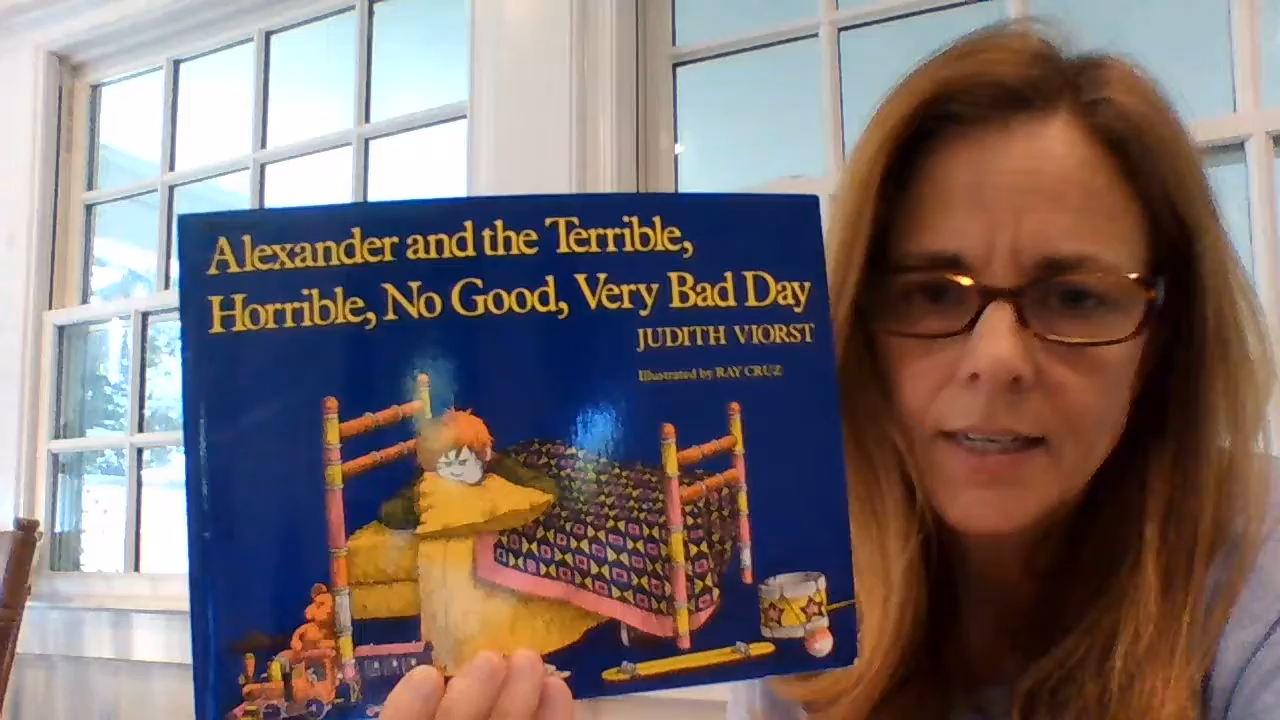 Alexander and the Terrible,
Horrible, No Good, Very Bad Day
JUDITH VIORST
Illustrated by RAY CRUZ